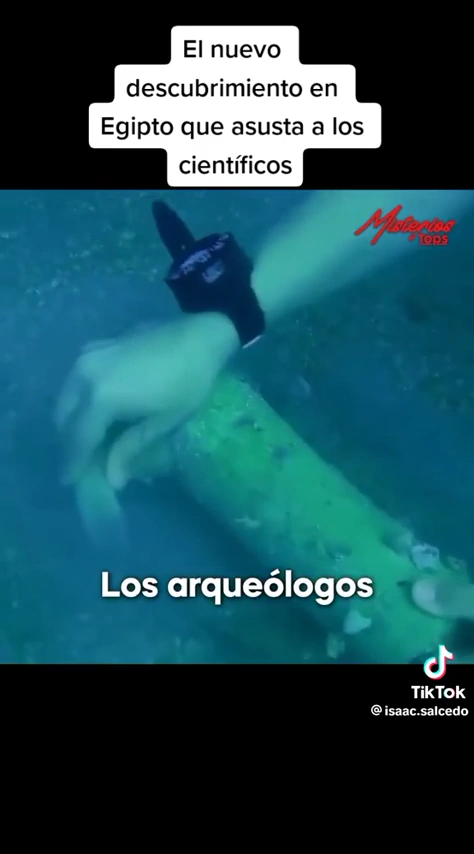 El nuevo
descubrimiento en
Egipto que asusta a los
científicos
Misterios
Tops
Los arqueólogos
TikTok
@isaac.salcedo